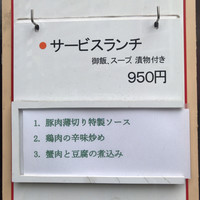 ● サービスランチ
御飯、スープ 漬物付き
950円
1. 豚肉薄切り特製ソース
2. 鶏肉の辛味炒め
3. 蟹肉と豆腐の煮込み